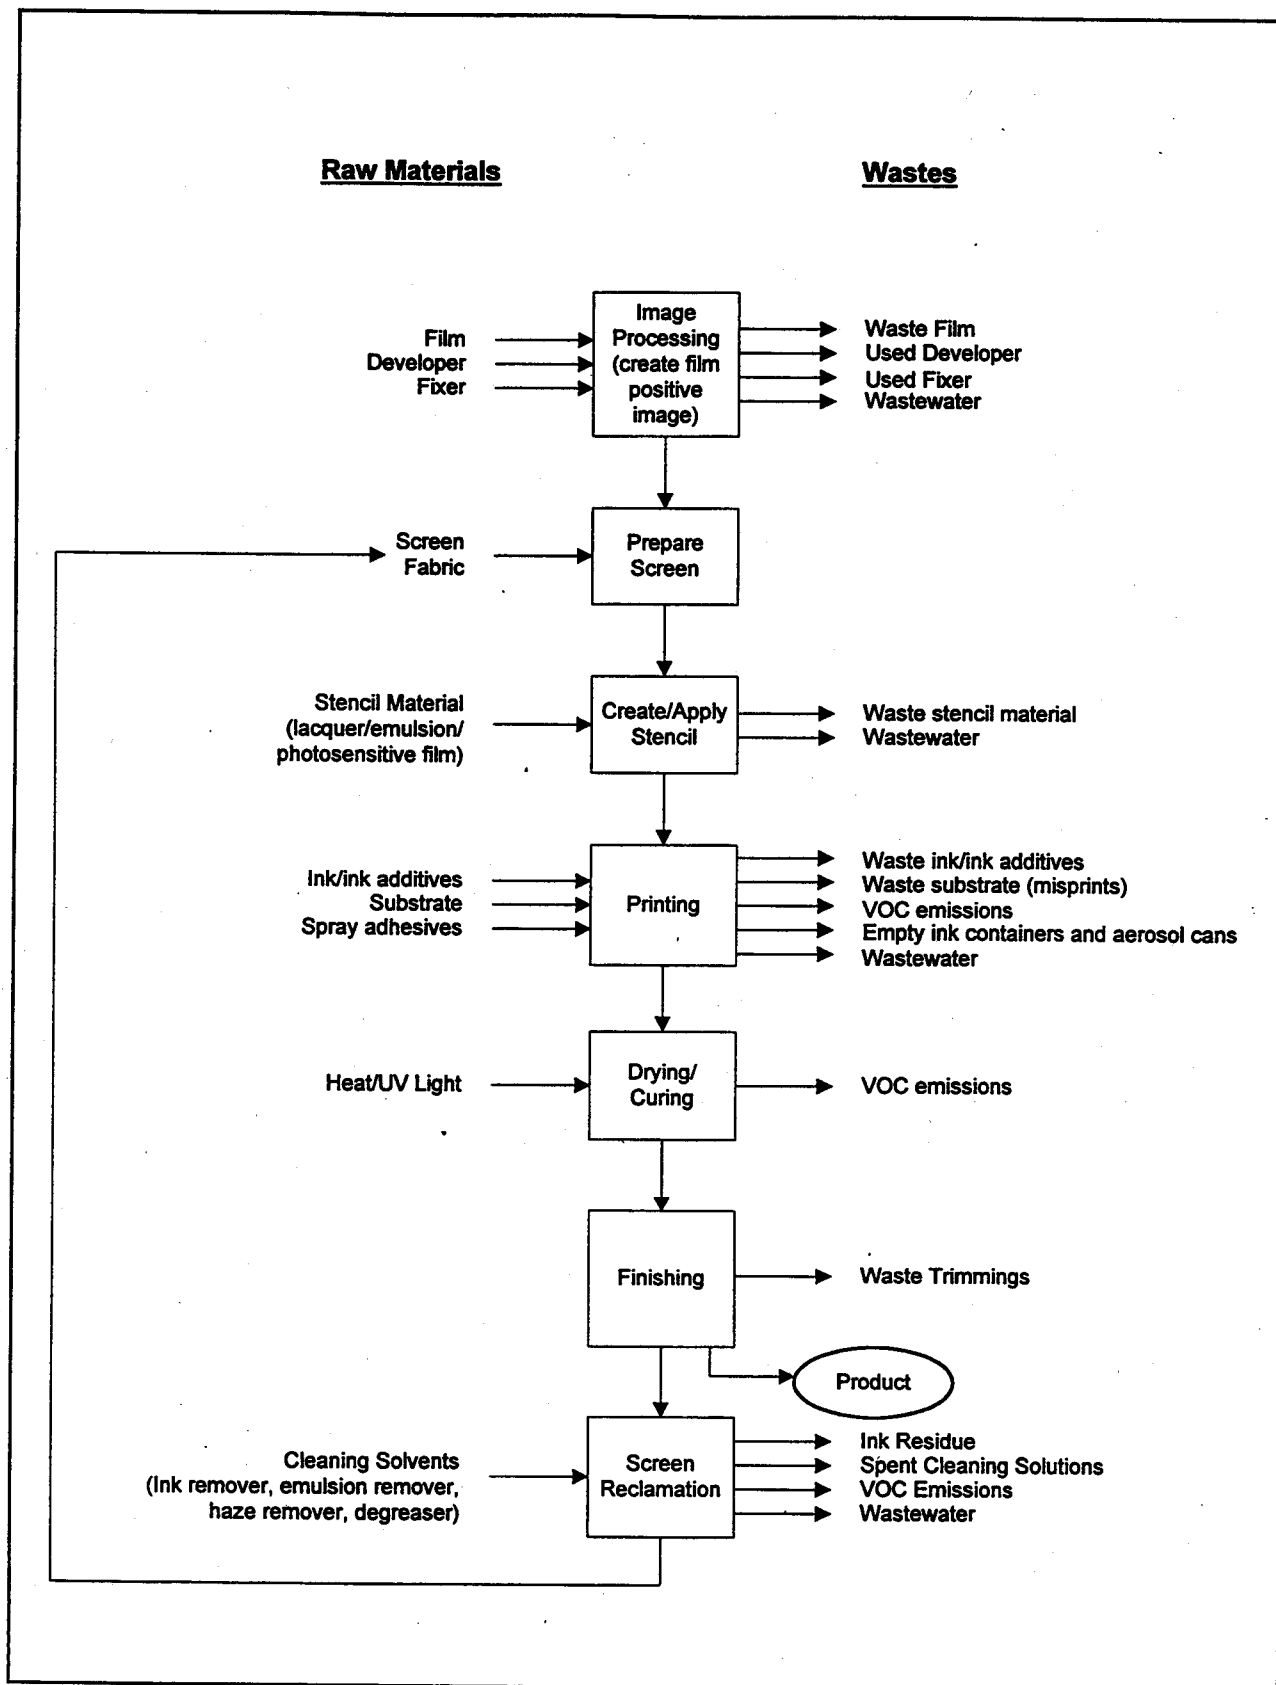 Raw Materials
Wastes
Film
Developer
Fixer
Image
Processing
(create film
positive
image)
Waste Film
Used Developer
Used Fixer
Wastewater
Screen
Fabric
Prepare
Screen
Stencil Material
(lacquer/emulsion/
photosensitive film)
Create/Apply
Stencil
Waste stencil material
Wastewater
Ink/ink additives
Substrate
Spray adhesives
Printing
Waste ink/ink additives
Waste substrate (misprints)
VOC emissions
Empty ink containers and aerosol cans
Wastewater
Heat/UV Light
Drying/
Curing
VOC emissions
Finishing
Waste Trimmings
Product
Cleaning Solvents
(Ink remover, emulsion remover,
haze remover, degreaser)
Screen
Reclamation
Ink Residue
Spent Cleaning Solutions
VOC Emissions
Wastewater